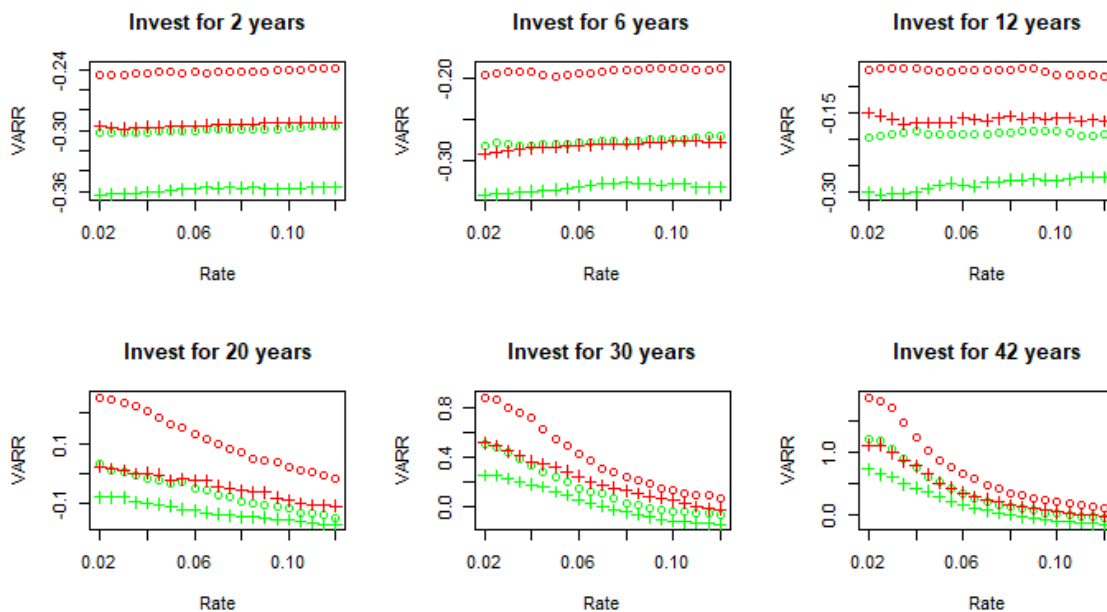 Invest for 2 years
VARR
-0.24
-0.30
-0.36
0.02 0.06 0.10
Rate
Invest for 6 years
VARR
-0.20
-0.30
0.02 0.06 0.10
Rate
Invest for 12 years
VARR
-0.15
-0.30
0.02 0.06 0.10
Rate
Invest for 20 years
VARR
0.1
-0.1
0.02 0.06 0.10
Rate
Invest for 30 years
VARR
0.8
0.4
0.0
0.02 0.06 0.10
Rate
Invest for 42 years
VARR
1.0
0.0
0.02 0.06 0.10
Rate